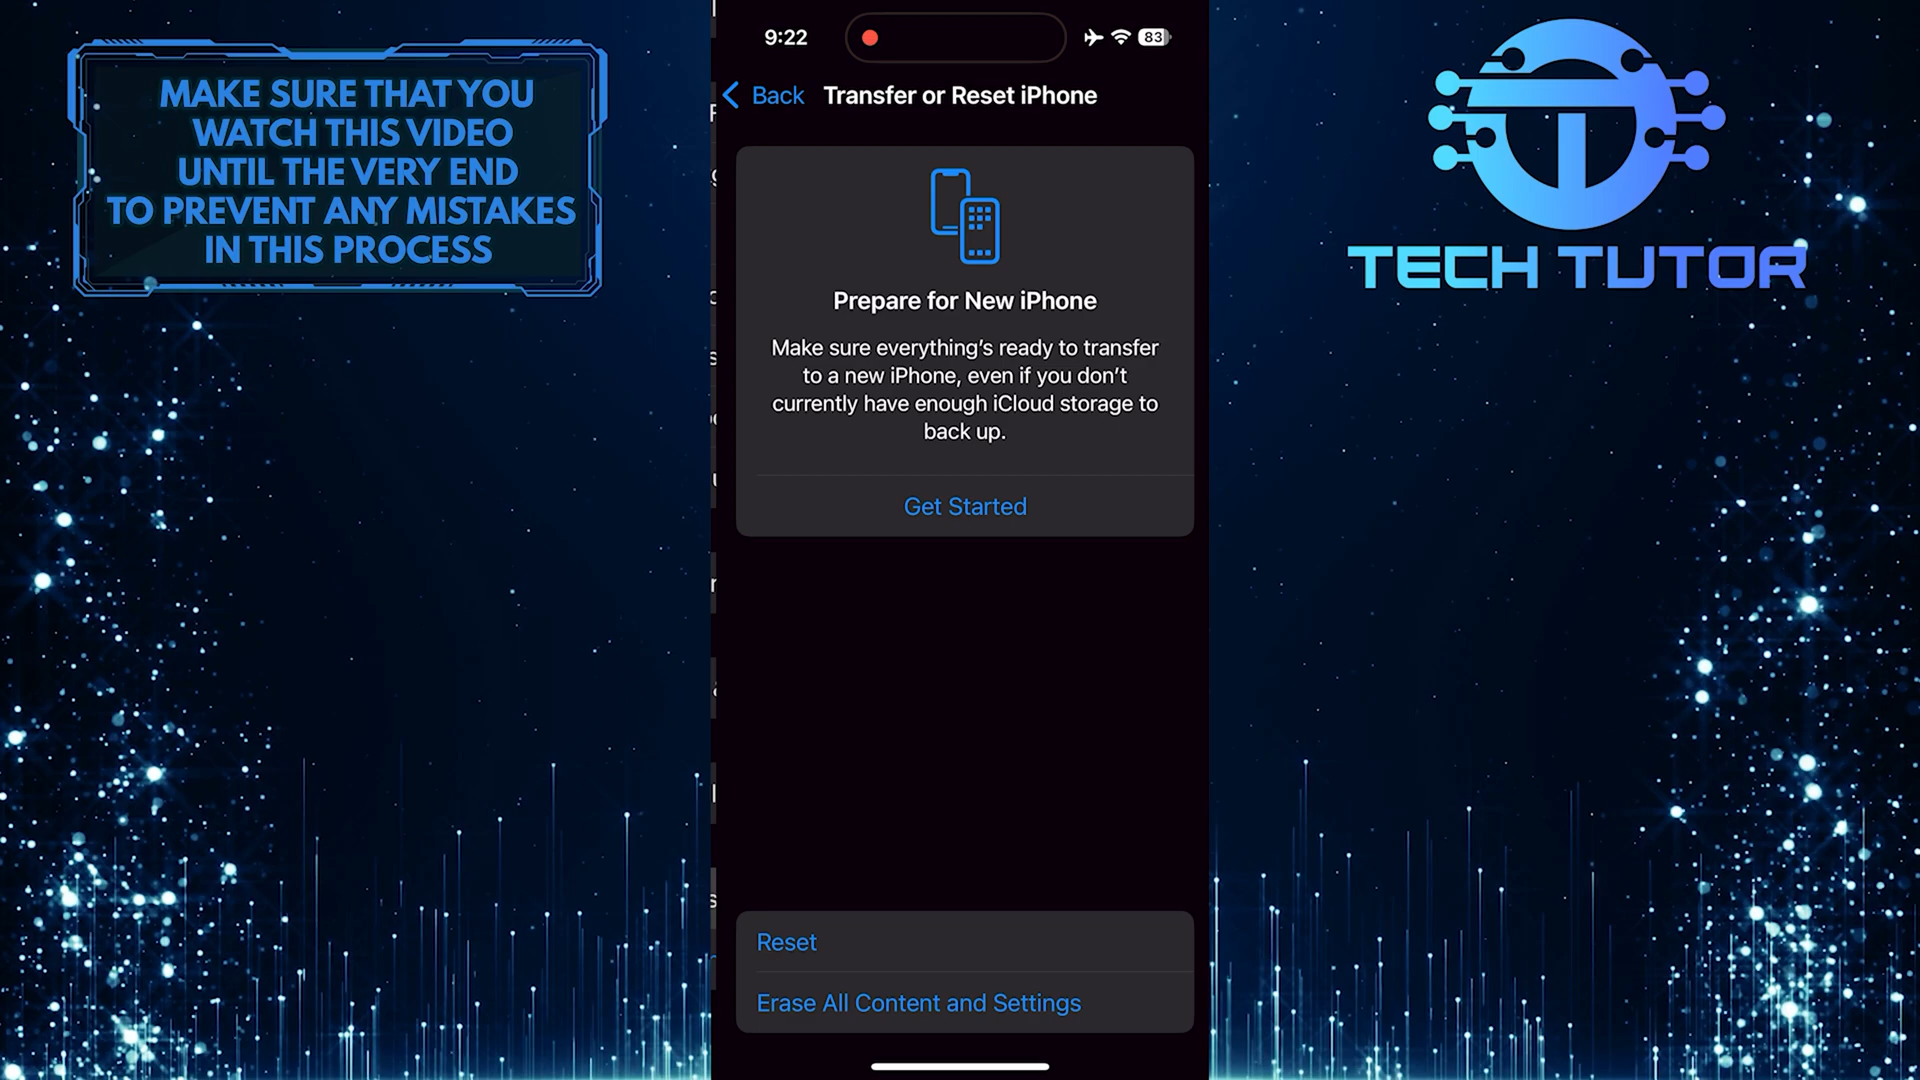 MAKE SURE THAT YOU
WATCH THIS VIDEO
UNTIL THE VERY END
TO PREVENT ANY MISTAKES
IN THIS PROCESS
9:22
83
Back
Transfer or Reset iPhone
Prepare for New iPhone
Make sure everything's ready to transfer
to a new iPhone, even if you don't
currently have enough iCloud storage to
back up.
Get Started
Reset
Erase All Content and Settings
TECH TUTOR